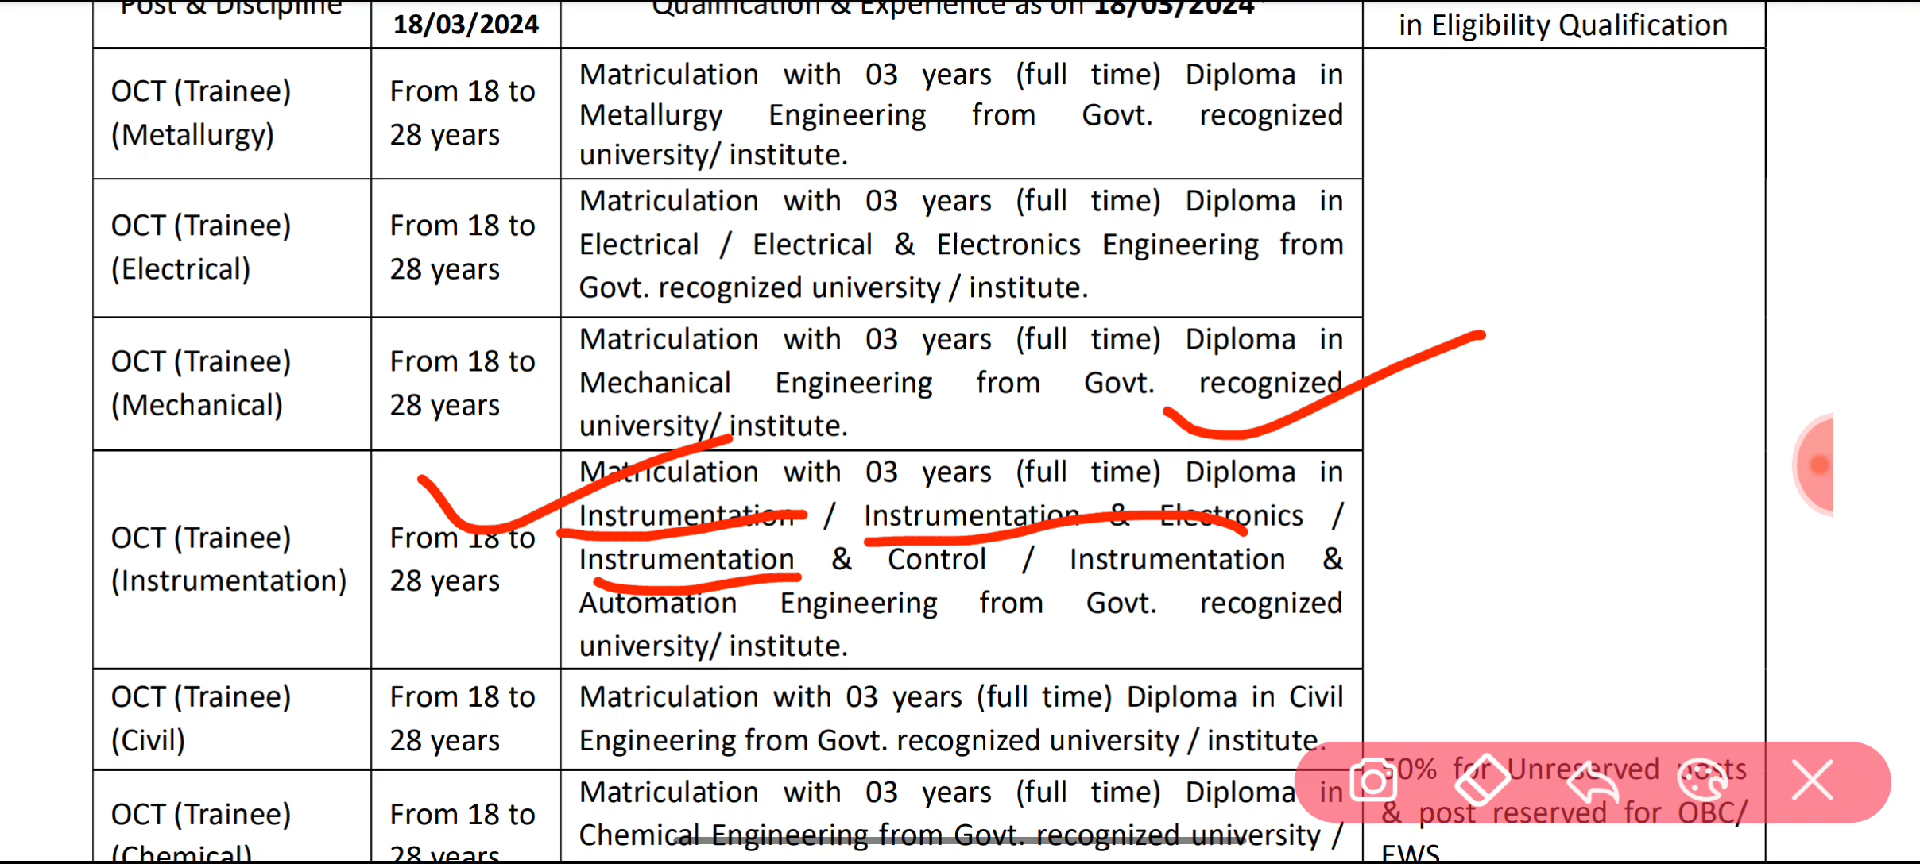 Post & Discipline
18/03/2024
Qualification & Experience as on 18/03/2024
in Eligibility Qualification
OCT (Trainee)
(Metallurgy)
From 18 to
28 years
Matriculation with 03 years (full time) Diploma in
Metallurgy Engineering from Govt. recognized
university/ institute.
OCT (Trainee)
(Electrical)
From 18 to
28 years
Matriculation with 03 years (full time) Diploma in
Electrical / Electrical & Electronics Engineering from
Govt. recognized university / institute.
OCT (Trainee)
(Mechanical)
From 18 to
28 years
Matriculation with 03 years (full time) Diploma in
Mechanical Engineering from Govt. recognized
university/ institute.
OCT (Trainee)
(Instrumentation)
From 18 to
28 years
Matriculation with 03 years (full time) Diploma in
Instrumentation / Instrumentation & Electronics /
Instrumentation & Control / Instrumentation &
Automation Engineering from Govt. recognized
university/ institute.
OCT (Trainee)
(Civil)
From 18 to
28 years
Matriculation with 03 years (full time) Diploma in Civil
Engineering from Govt. recognized university / institute.
OCT (Trainee)
(Chemical)
From 18 to
28 years
Matriculation with 03 years (full time) Diploma in
Chemical Engineering from Govt. recognized university /
50% for Unreserved posts
& post reserved for OBC/
EWS